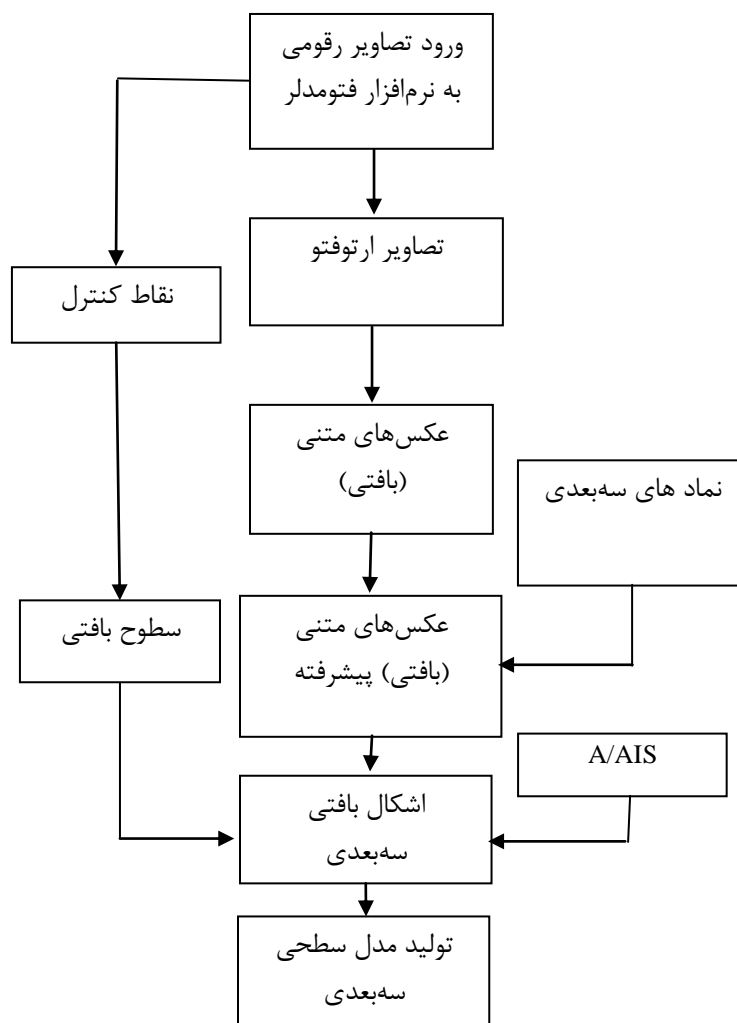 ورود تصاویر رقومی
به نرم‌افزار فتومدلر
تصاویر ارتوفتو
نقاط کنترل
عکس‌های متنی
(بافتی)
نماد های سه‌بعدی
سطوح بافتی
عکس‌های متنی
(بافتی) پیشرفته
A/AIS
اشکال بافتی
سه‌بعدی
تولید مدل سطحی
سه‌بعدی